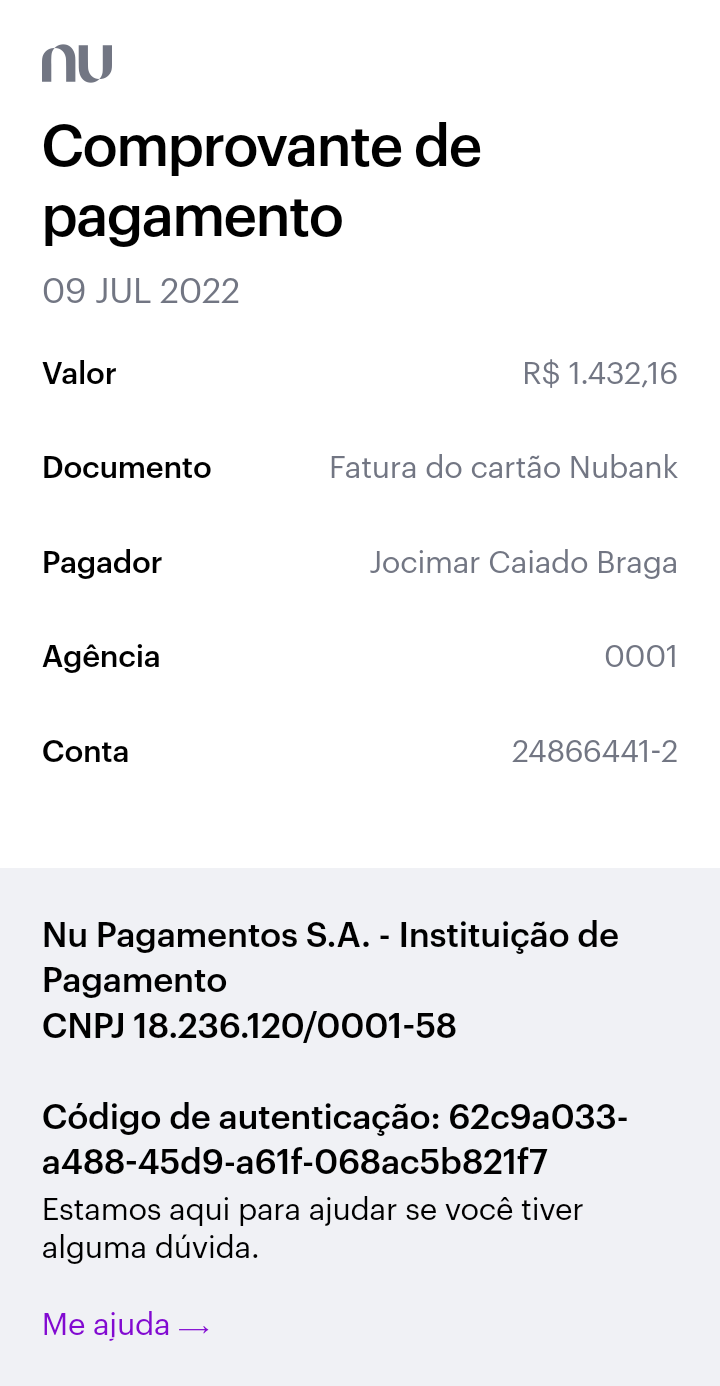 nu
Comprovante de
pagamento
09 JUL 2022
Valor R$ 1.432,16
Documento Fatura do cartão Nubank
Pagador Jocimar Caiado Braga
Agência 0001
Conta 24866441-2
Nu Pagamentos S.A. - Instituição de
Pagamento
CNPJ 18.236.120/0001-58
Código de autenticação: 62c9a033-
a488-45d9-a61f-068ac5b821f7
Estamos aqui para ajudar se você tiver
alguma dúvida.
Me ajuda →